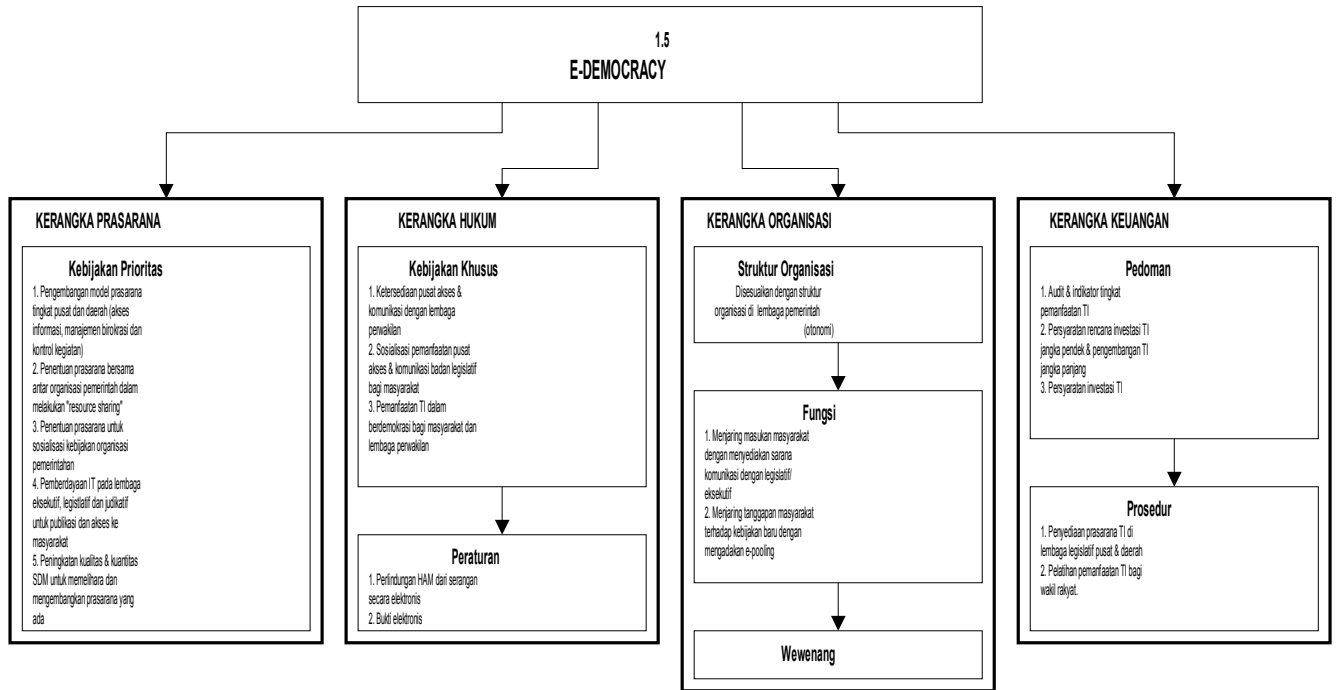 1.5
E-DEMOCRACY
KERANGKA PRASARANA
Kebijakan Prioritas
1. Pengembangan model prasarana
tingkat pusat dan daerah (akses
informasi, manajemen birokrasi dan
kontrol kegiatan)
2. Penentuan prasarana bersama
antar organisasi pemerintah dalam
melakukan "resource sharing"
3. Penentuan prasarana untuk
sosialisasi kebijakan organisasi
pemerintahan
4. Pemberdayaan IT pada lembaga
eksekutif, legistlatif dan judikatif
untuk publikasi dan akses ke
masyarakat
5. Peningkatan kualitas & kuantitas
SDM untuk memelihara dan
mengembangkan prasarana yang
ada
KERANGKA HUKUM
Kebijakan Khusus
1. Ketersediaan pusat akses &
komunikasi dengan lembaga
perwakilan
2. Sosialisasi pemanfaatan pusat
akses & komunikasi badan legislatif
bagi masyarakat
3. Pemanfaatan TI dalam
berdemokrasi bagi masyarakat dan
lembaga perwakilan
Peraturan
1. Perlindungan HAM dari serangan
secara elektronis
2. Bukti elektronis
KERANGKA ORGANISASI
Struktur Organisasi
Disesuaikan dengan struktur
organisasi di lembaga pemerintah
(otonomi)
Fungsi
1. Menjaring masukan masyarakat
dengan menyediakan sarana
komunikasi dengan legislatif/
eksekutif
2. Menjaring tanggapan masyarakat
terhadap kebijakan baru dengan
mengadakan e-pooling
Wewenang
KERANGKA KEUANGAN
Pedoman
1. Audit & indikator tingkat
pemanfaatan TI
2. Persyaratan rencana investasi TI
jangka pendek & pengembangan TI
jangka panjang
3. Persyaratan investasi TI
Prosedur
1. Penyediaan prasarana TI di
lembaga legislatif pusat & daerah
2. Pelatihan pemanfaatan TI bagi
wakil rakyat.